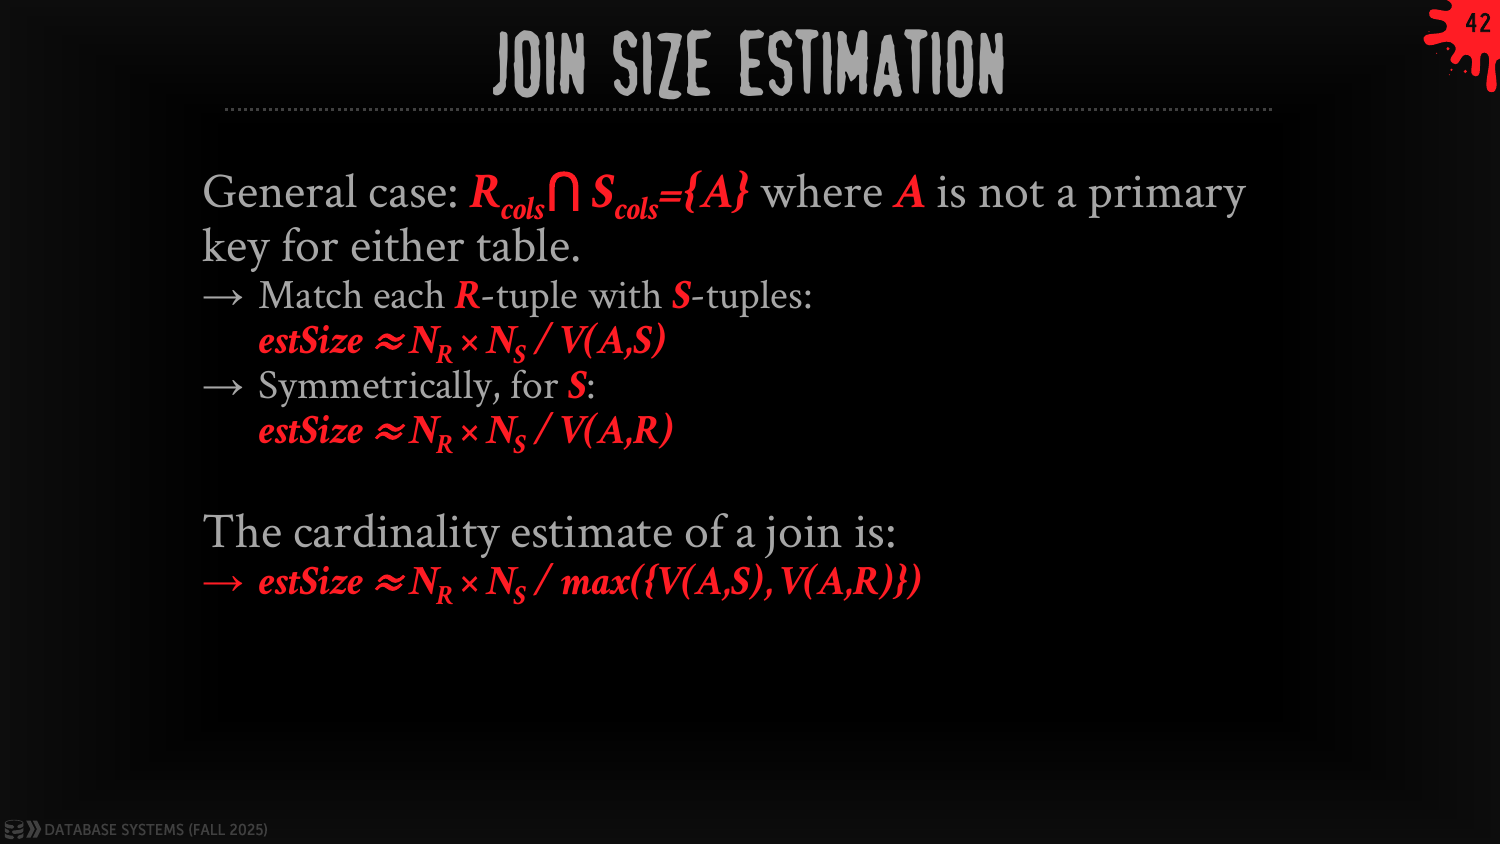 JOIN SIZE ESTIMATION
42
General case: Rcols⋂ Scols={A} where A is not a primary
key for either table.
→ Match each R-tuple with S-tuples:
estSize ≈ NR × NS / V(A,S)
→ Symmetrically, for S:
estSize ≈ NR × NS / V(A,R)
The cardinality estimate of a join is:
→ estSize ≈ NR × NS / max({V(A,S), V(A,R)})
DATABASE SYSTEMS (FALL 2025)